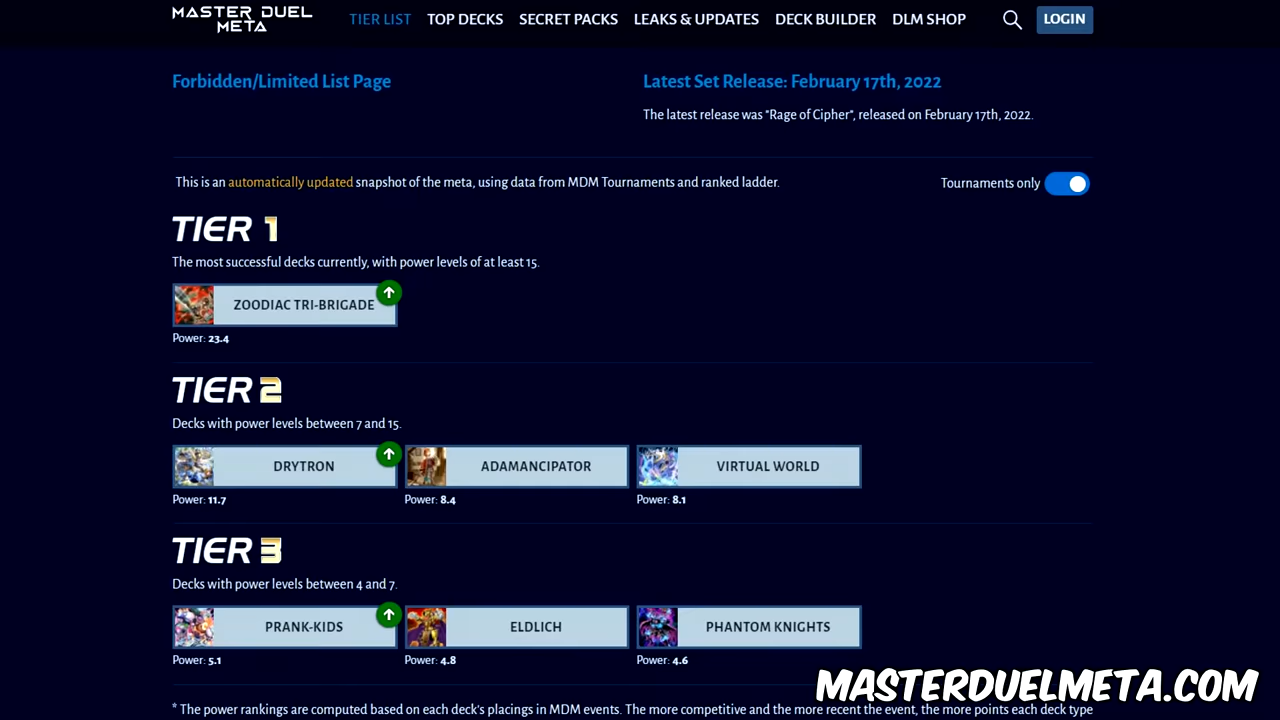 MASTER DUEL
META
TIER LIST TOP DECKS SECRET PACKS LEAKS & UPDATES DECK BUILDER DLM SHOP LOGIN
Forbidden/Limited List Page
Latest Set Release: February 17th, 2022
The latest release was "Rage of Cipher", released on February 17th, 2022.
This is an automatically updated snapshot of the meta, using data from MDM Tournaments and ranked ladder.
Tournaments only
TIER 1
The most successful decks currently, with power levels of at least 15.
ZOODIAC TRI-BRIGADE
Power: 23.4
TIER 2
Decks with power levels between 7 and 15.
DRYTRON ADAMANCIPATOR VIRTUAL WORLD
Power: 11.7 Power: 8.4 Power: 8.1
TIER 3
Decks with power levels between 4 and 7.
PRANK-KIDS ELDLICH PHANTOM KNIGHTS
Power: 5.1 Power: 4.8 Power: 4.6
MASTERDUELMETA.COM
* The power rankings are computed based on each deck's placings in MDM events. The more competitive and the more recent the event, the more points each deck type